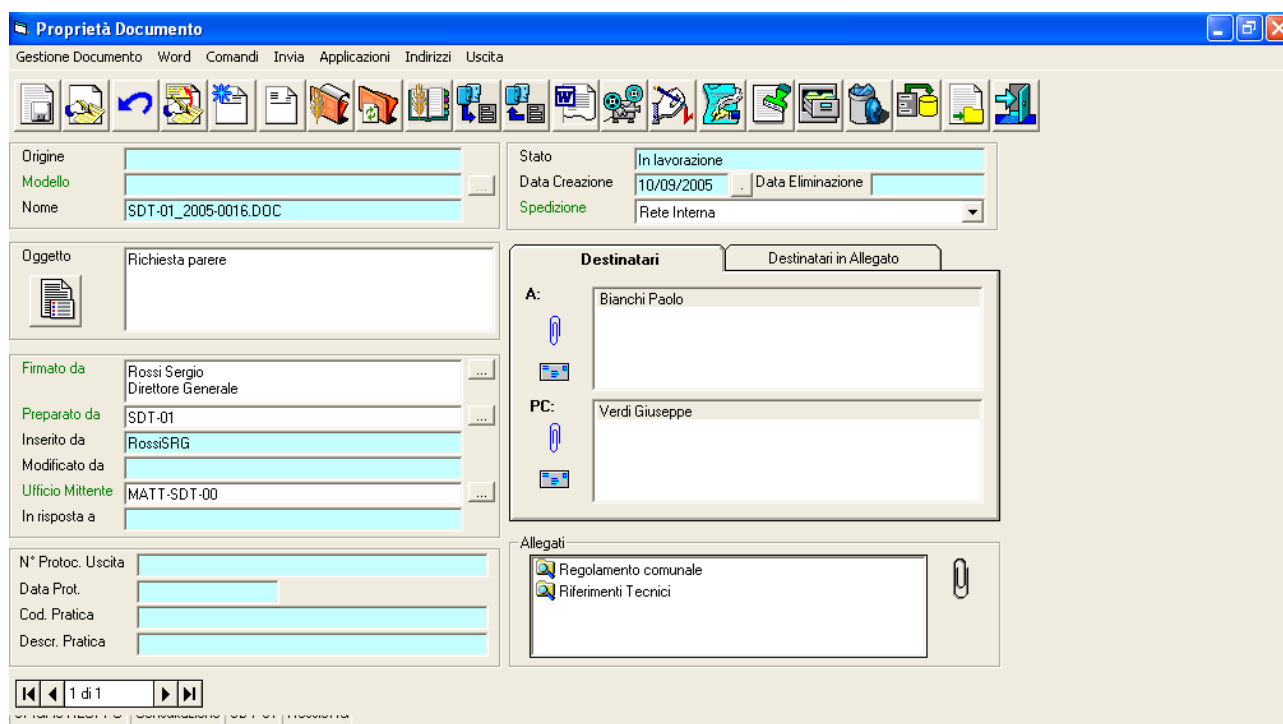 Proprietà Documento
Gestione Documento Word Comandi Invia Applicazioni Indirizzi Uscita
Origine
Modello
...
Nome SDT-01_2005-0016.DOC
Stato In lavorazione
Data Creazione 10/09/2005 . Data Eliminazione
Spedizione Rete Interna
Oggetto Richiesta parere
Destinatari Destinatari in Allegato
A: Bianchi Paolo
PC: Verdi Giuseppe
Firmato da Rossi Sergio ...
Direttore Generale
Preparato da SDT-01 ...
Inserito da RossiSRG
Modificato da
Ufficio Mittente MATT-SDT-00 ...
In risposta a
N° Protoc. Uscita
Data Prot.
Cod. Pratica
Descr. Pratica
Allegati
Regolamento comunale
Riferimenti Tecnici
1 di 1